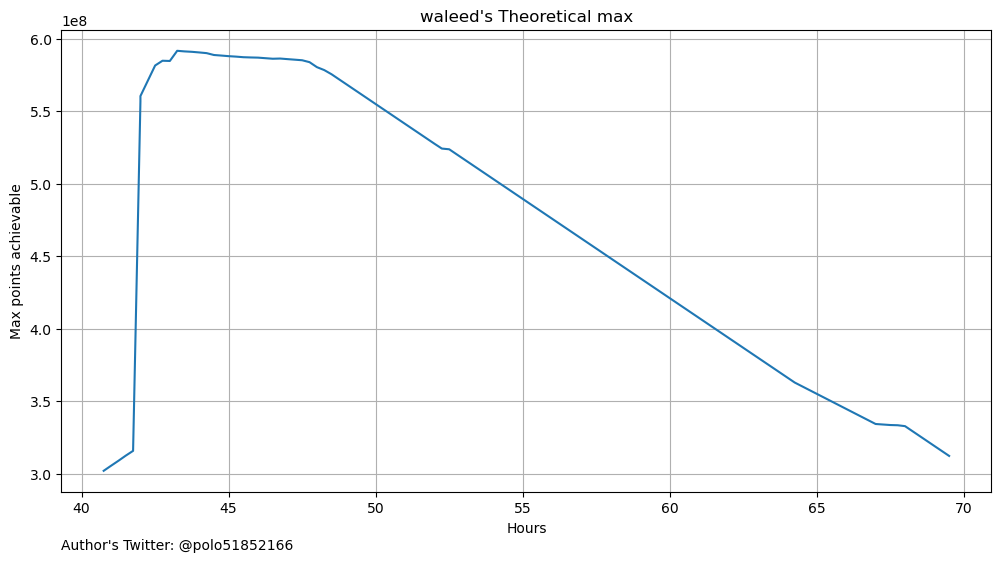 waleed's Theoretical max
1e8
6.0
5.5
5.0
4.5
4.0
3.5
3.0
Max points achievable
40 45 50 55 60 65 70
Hours
Author's Twitter: @polo51852166